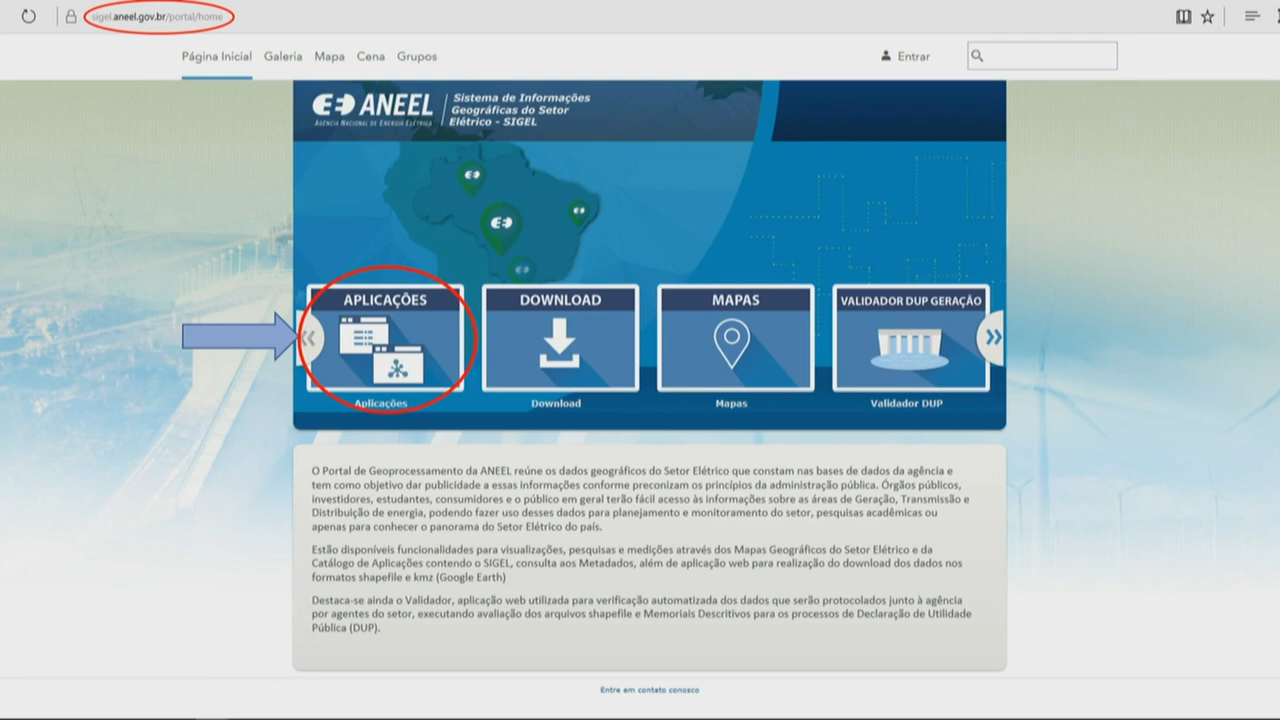 sigel.aneel.gov.br/portal/home
Página Inicial Galeria Mapa Cena Grupos Entrar
ANEEL
AGÊNCIA NACIONAL DE ENERGIA ELÉTRICA
Sistema de Informações
Geográficas do Setor
Elétrico - SIGEL
APLICAÇÕES DOWNLOAD MAPAS VALIDADOR DUP GERAÇÃO
Aplicações Download Mapas Validador DUP
O Portal de Geoprocessamento da ANEEL reúne os dados geográficos do Setor Elétrico que constam nas bases de dados da agência e
tem como objetivo dar publicidade a essas informações conforme preconizam os princípios da administração pública. Órgãos públicos,
investidores, estudantes, consumidores e o público em geral terão fácil acesso às informações sobre as áreas de Geração, Transmissão e
Distribuição de energia, podendo fazer uso desses dados para planejamento e monitoramento do setor, pesquisas acadêmicas ou
apenas para conhecer o panorama do Setor Elétrico do país.
Estão disponíveis funcionalidades para visualizações, pesquisas e medições através dos Mapas Geográficos do Setor Elétrico e da
Catálogo de Aplicações contendo o SIGEL, consulta aos Metadados, além de aplicação web para realização do download dos dados nos
formatos shapefile e kmz (Google Earth)
Destaca-se ainda o Validador, aplicação web utilizada para verificação automatizada dos dados que serão protocolados junto à agência
por agentes do setor, executando avaliação dos arquivos shapefile e Memoriais Descritivos para os processos de Declaração de Utilidade
Pública (DUP).
Entre em contato conosco